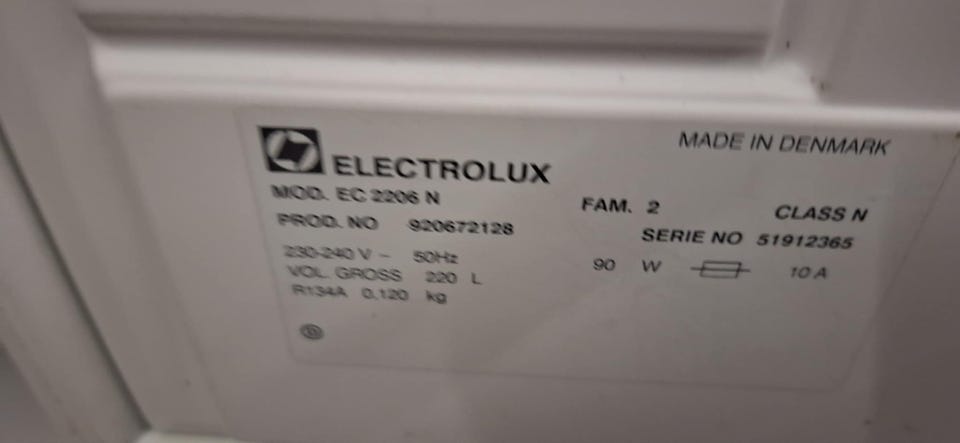 ELECTROLUX
MADE IN DENMARK
MOD. EC 2206 N
FAM. 2 CLASS N
PROD. NO 920672128
SERIE NO 51912365
230-240 V ~ 50Hz
90 W 10 A
VOL. GROSS 220 L
R134A 0,120 kg